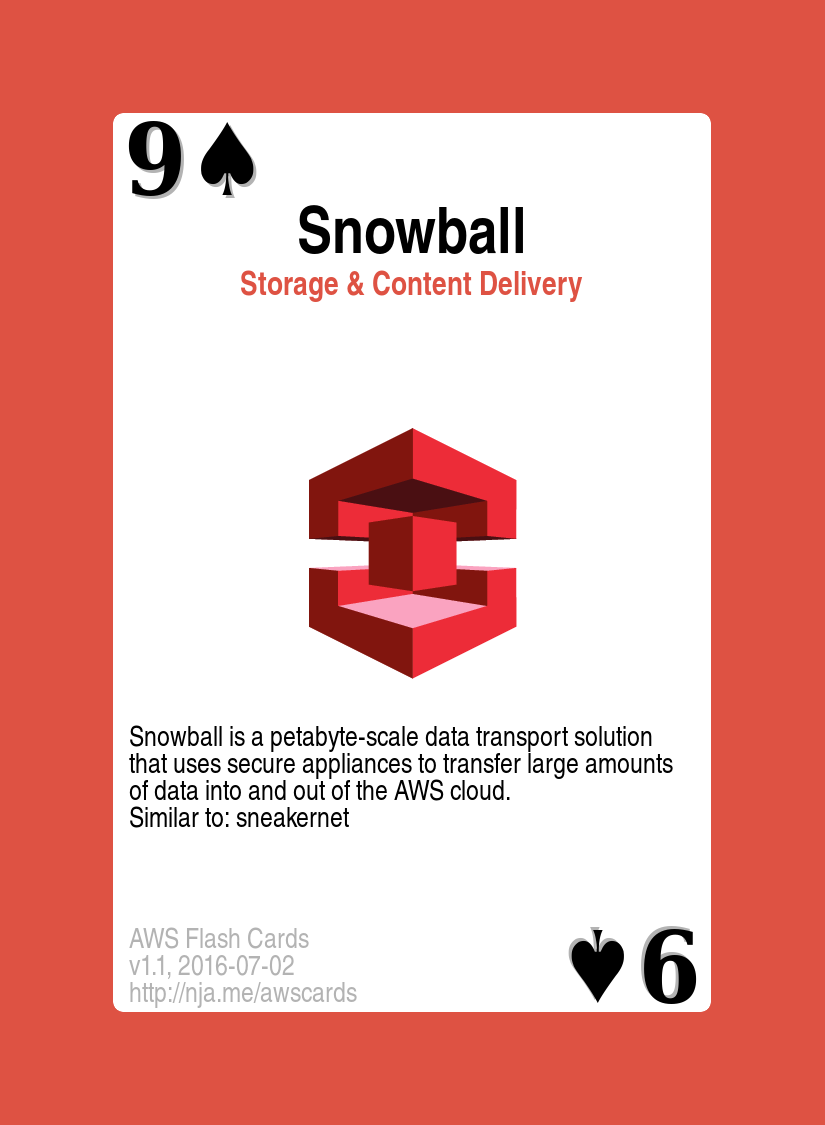 9♠
Snowball
Storage & Content Delivery
Snowball is a petabyte-scale data transport solution
that uses secure appliances to transfer large amounts
of data into and out of the AWS cloud.
Similar to: sneakernet
AWS Flash Cards
v1.1, 2016-07-02
http://nja.me/awscards
♠9